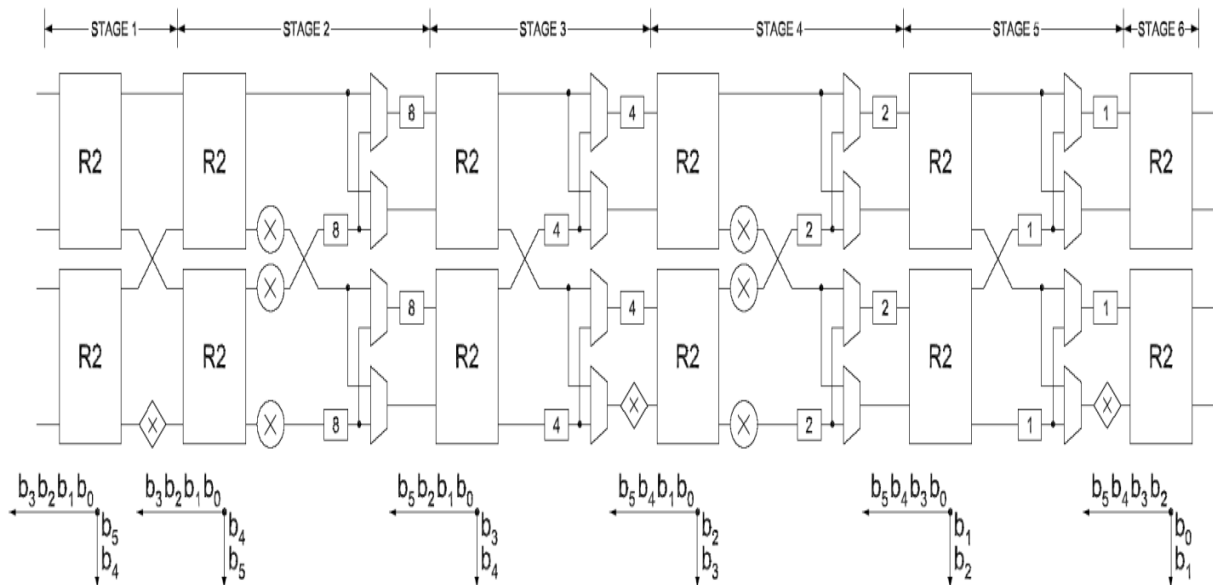 STAGE 1 STAGE 2 STAGE 3 STAGE 4 STAGE 5 STAGE 6
8 4 2 1
R2 R2 R2 R2 R2 R2
8 4 2 1
8 4 2 1
R2 R2 R2 R2 R2 R2
8 4 2 1
b₃b₂b₁b₀ b₃b₂b₁b₀ b₅b₂b₁b₀ b₅b₄b₁b₀ b₅b₄b₃b₀ b₅b₄b₃b₂
b₅ b₄ b₃ b₂ b₁ b₀
b₄ b₅ b₄ b₃ b₂ b₁